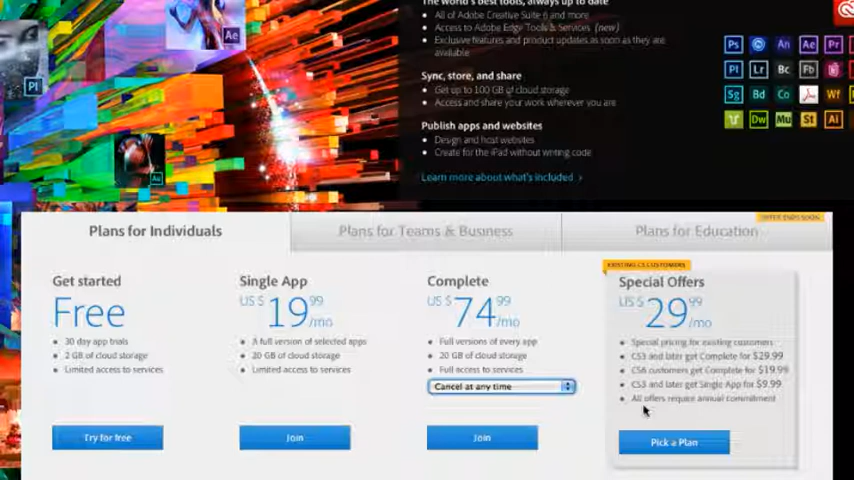 The world's best tools, always up to date
All of Adobe Creative Suite 6 and more
Access to Adobe Edge Tools & Services (new)
Exclusive features and product updates as soon as they are
available
Sync, store, and share
Get up to 100 GB of cloud storage
Access and share your work wherever you are
Publish apps and websites
Design and host websites
Create for the iPad without writing code
Learn more about what's included ›
Ae
Pl
Au
Ps An Ae Pr
Pl Lr Bc Fb
Sg Bd Co Wf
Dw Mu St Ai
OFFER ENDS SOON
Plans for Individuals
Plans for Teams & Business
Plans for Education
Get started
Free
30 day app trials
2 GB of cloud storage
Limited access to services
Try for free
Single App
US $ 19.99 /mo
A full version of selected apps
20 GB of cloud storage
Limited access to services
Join
Complete
US $ 74.99 /mo
Full versions of every app
20 GB of cloud storage
Full access to services
Cancel at any time
Join
EXISTING CS CUSTOMERS
Special Offers
US $ 29.99 /mo
Special pricing for existing customers
CS3 and later get Complete for $29.99
CS6 customers get Complete for $19.99
CS3 and later get Single App for $9.99
All offers require annual commitment
Pick a Plan